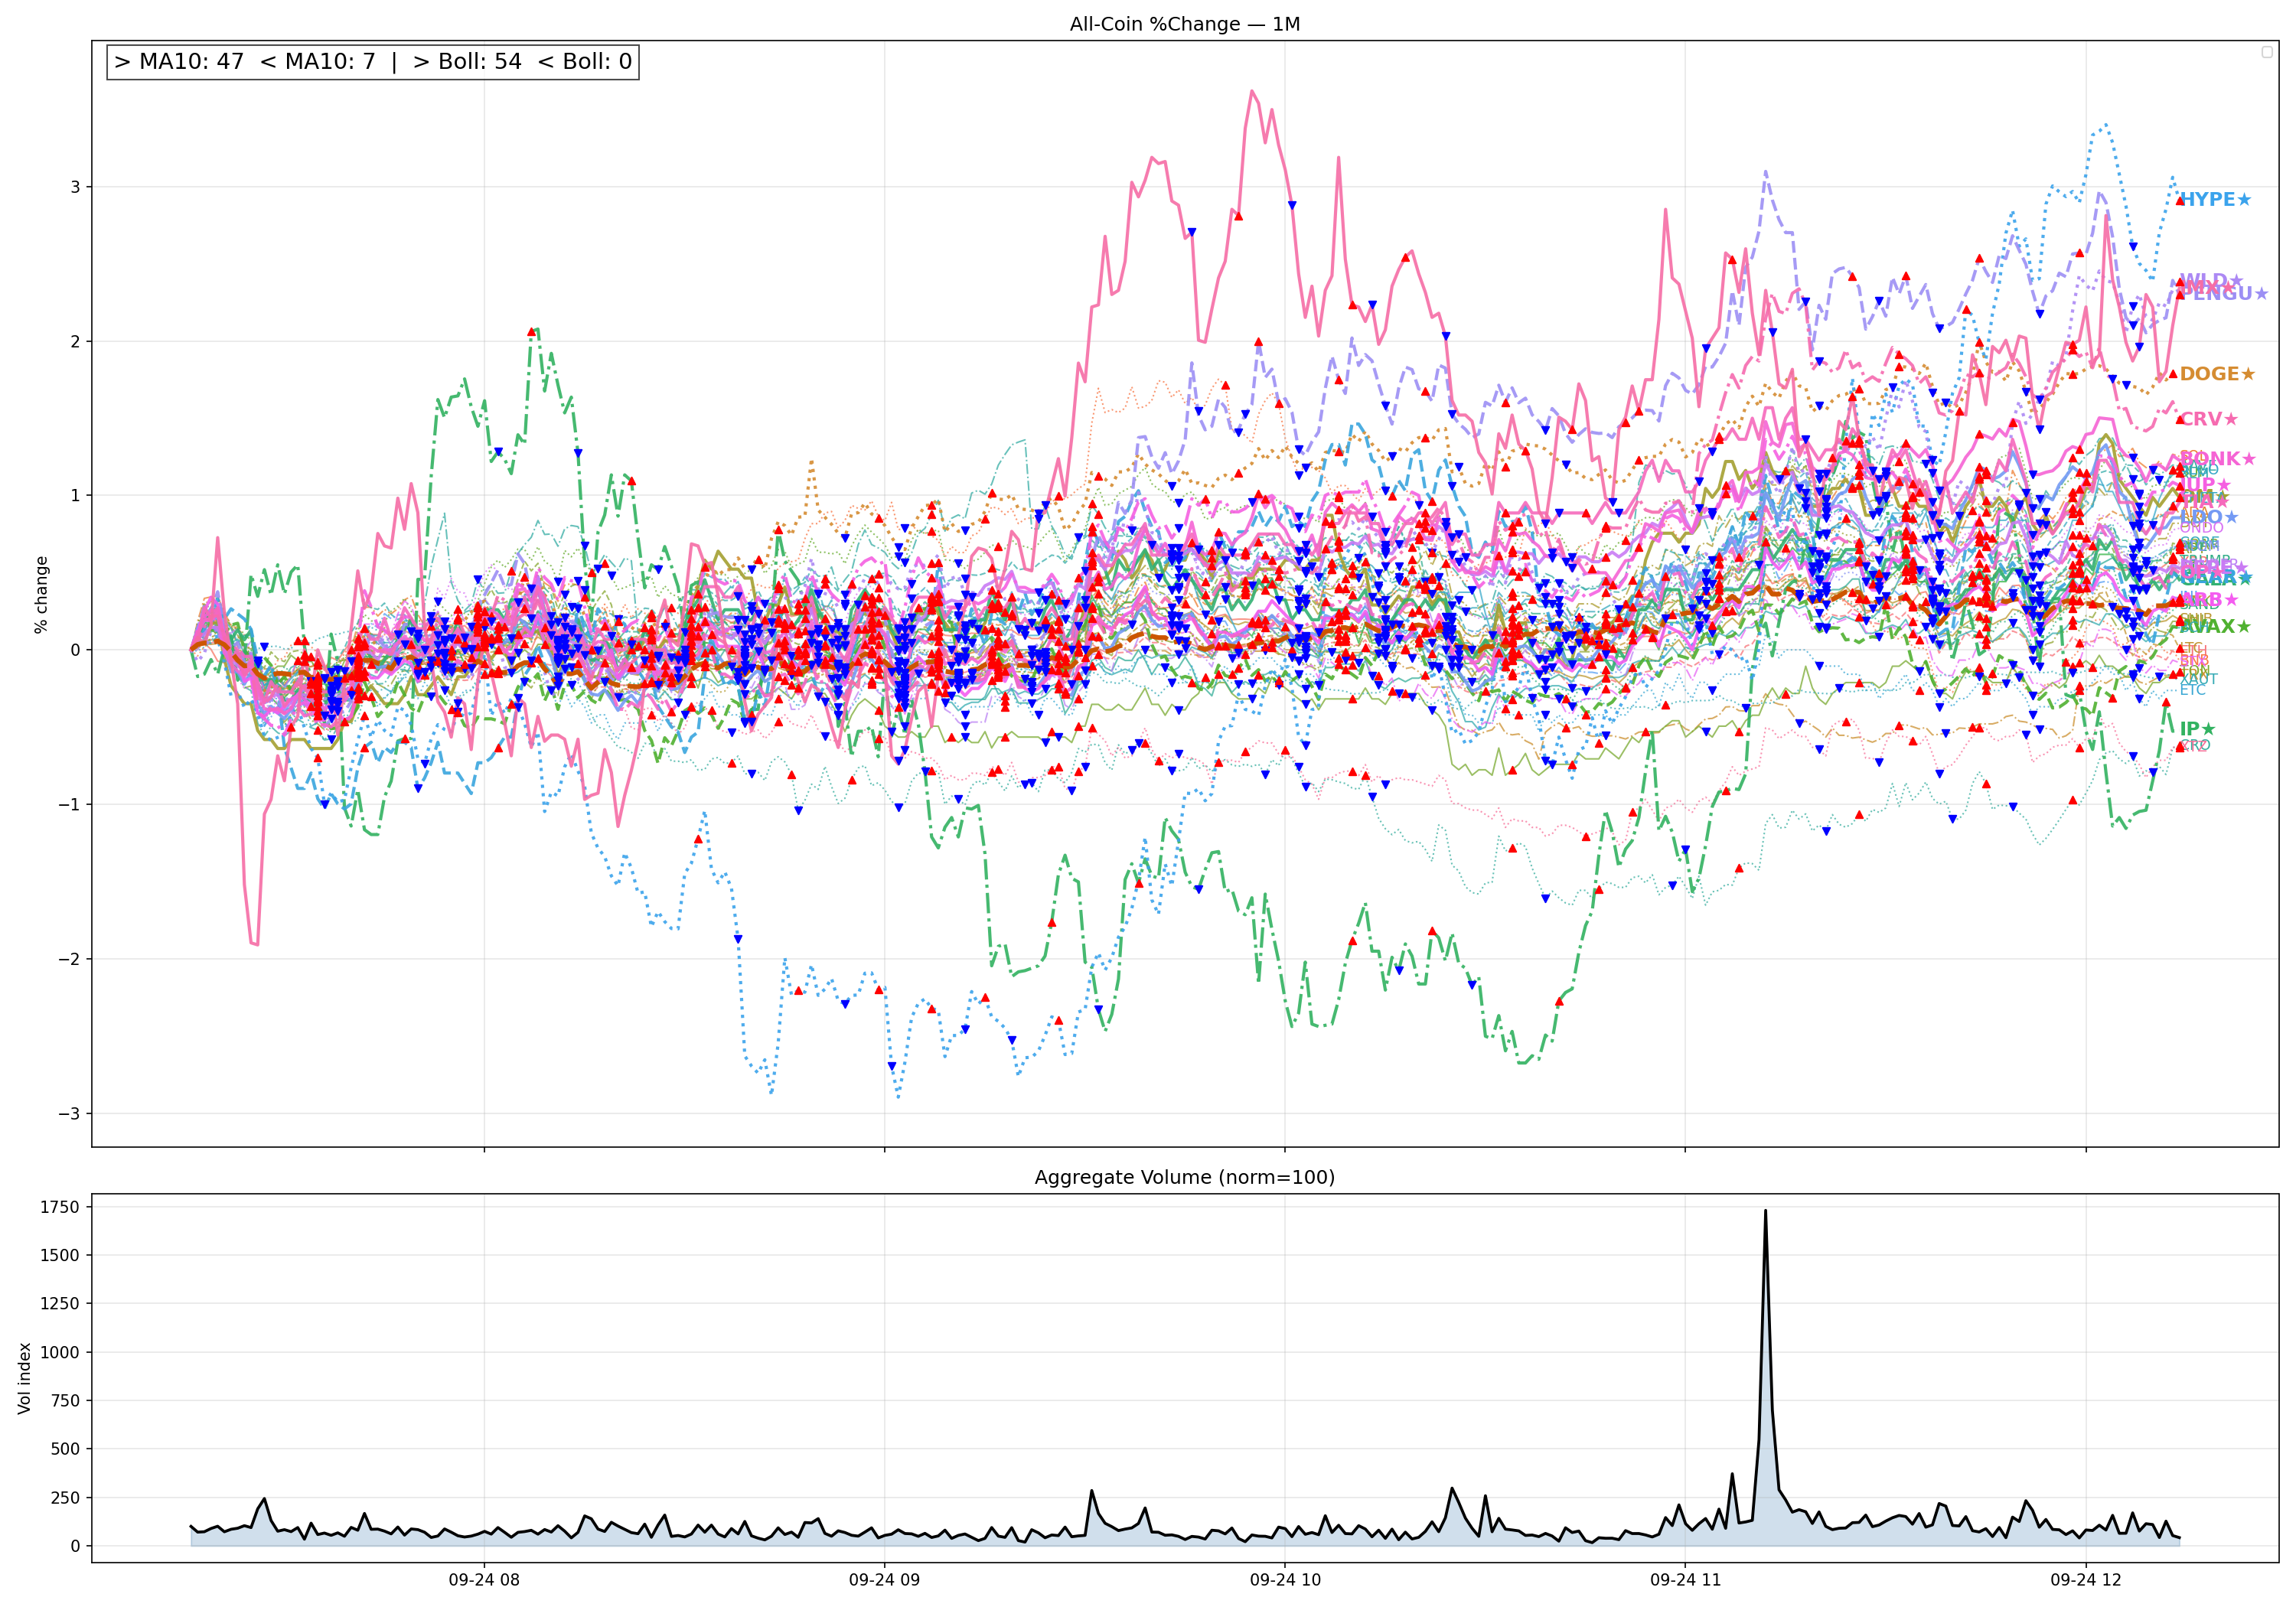 All-Coin %Change — 1M
> MA10: 47 < MA10: 7 | > Boll: 54 < Boll: 0
% change
3
2
1
0
−1
−2
−3
HYPE★
WLD★
PENGU★
DOGE★
CRV★
BONK★
JUP★
LDO★
ONDO
ARB★
AVAX★
ETC
IP★
CRO
Aggregate Volume (norm=100)
Vol index
1750
1500
1250
1000
750
500
250
0
09-24 08
09-24 09
09-24 10
09-24 11
09-24 12